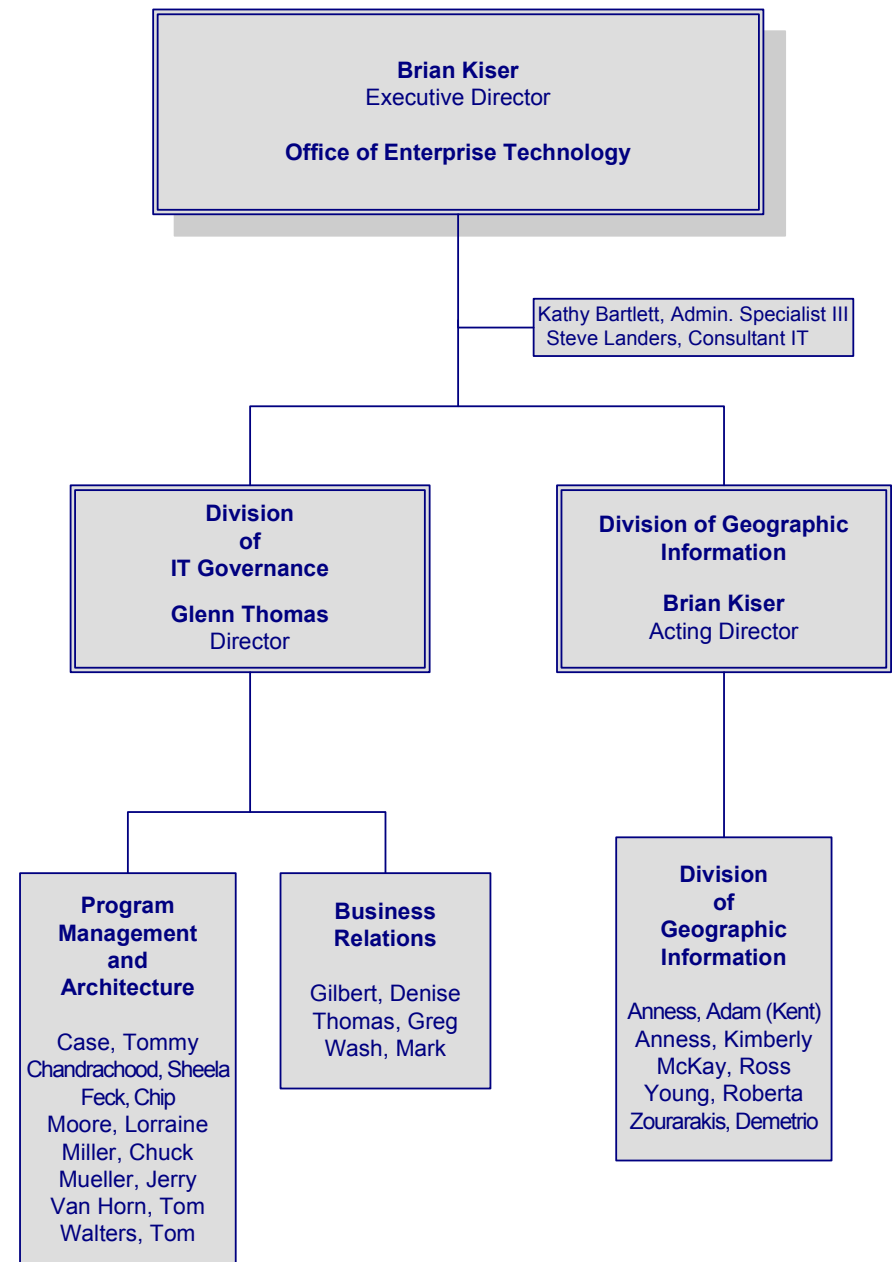 Brian Kiser
Executive Director
Office of Enterprise Technology
Kathy Bartlett, Admin. Specialist III
Steve Landers, Consultant IT
Division
of
IT Governance
Glenn Thomas
Director
Division of Geographic
Information
Brian Kiser
Acting Director
Program
Management
and
Architecture
Case, Tommy
Chandrachood, Sheela
Feck, Chip
Moore, Lorraine
Miller, Chuck
Mueller, Jerry
Van Horn, Tom
Walters, Tom
Business
Relations
Gilbert, Denise
Thomas, Greg
Wash, Mark
Division
of
Geographic
Information
Anness, Adam (Kent)
Anness, Kimberly
McKay, Ross
Young, Roberta
Zourarakis, Demetrio